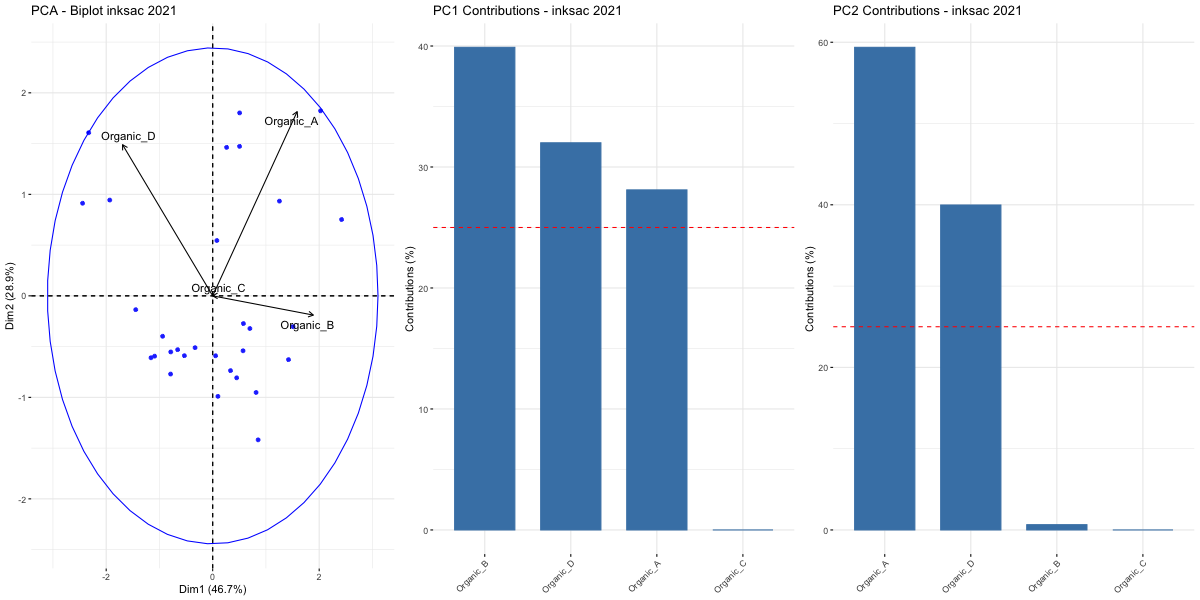 PCA - Biplot inksac 2021
Dim2 (28.9%)
2
1
0
-1
-2
Organic_A
Organic_D
Organic_C
Organic_B
-2
0
2
Dim1 (46.7%)
PC1 Contributions - inksac 2021
Contributions (%)
40
30
20
10
0
Organic_B
Organic_D
Organic_A
Organic_C
PC2 Contributions - inksac 2021
Contributions (%)
60
40
20
0
Organic_A
Organic_D
Organic_B
Organic_C